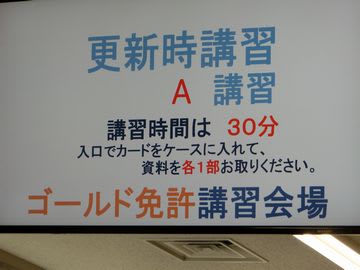 更新時講習
A 講習
講習時間は 30分
入口でカードをケースに入れて、
資料を各1部お取りください。
ゴールド免許講習会場